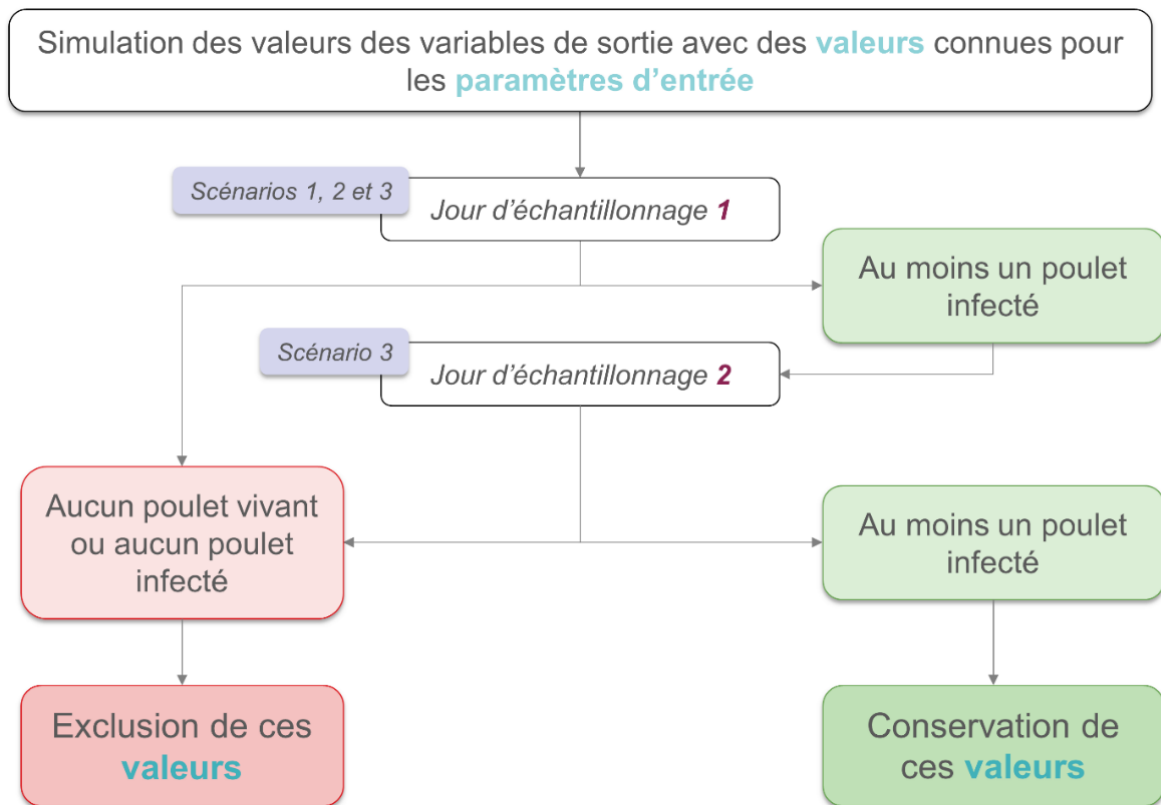 Simulation des valeurs des variables de sortie avec des valeurs connues pour
les paramètres d'entrée
Scénarios 1, 2 et 3
Jour d'échantillonnage 1
Au moins un poulet
infecté
Scénario 3
Jour d'échantillonnage 2
Aucun poulet vivant
ou aucun poulet
infecté
Au moins un poulet
infecté
Exclusion de ces
valeurs
Conservation de
ces valeurs